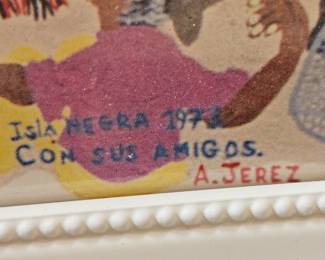 Isla NEGRA 1973
CON SUS AMIGOS.
A. JEREZ